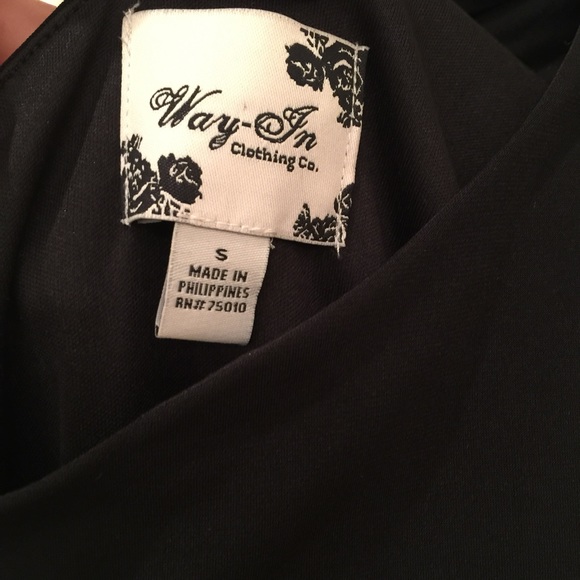 Way-In
Clothing Co.
S
MADE IN
PHILIPPINES
RN# 75010